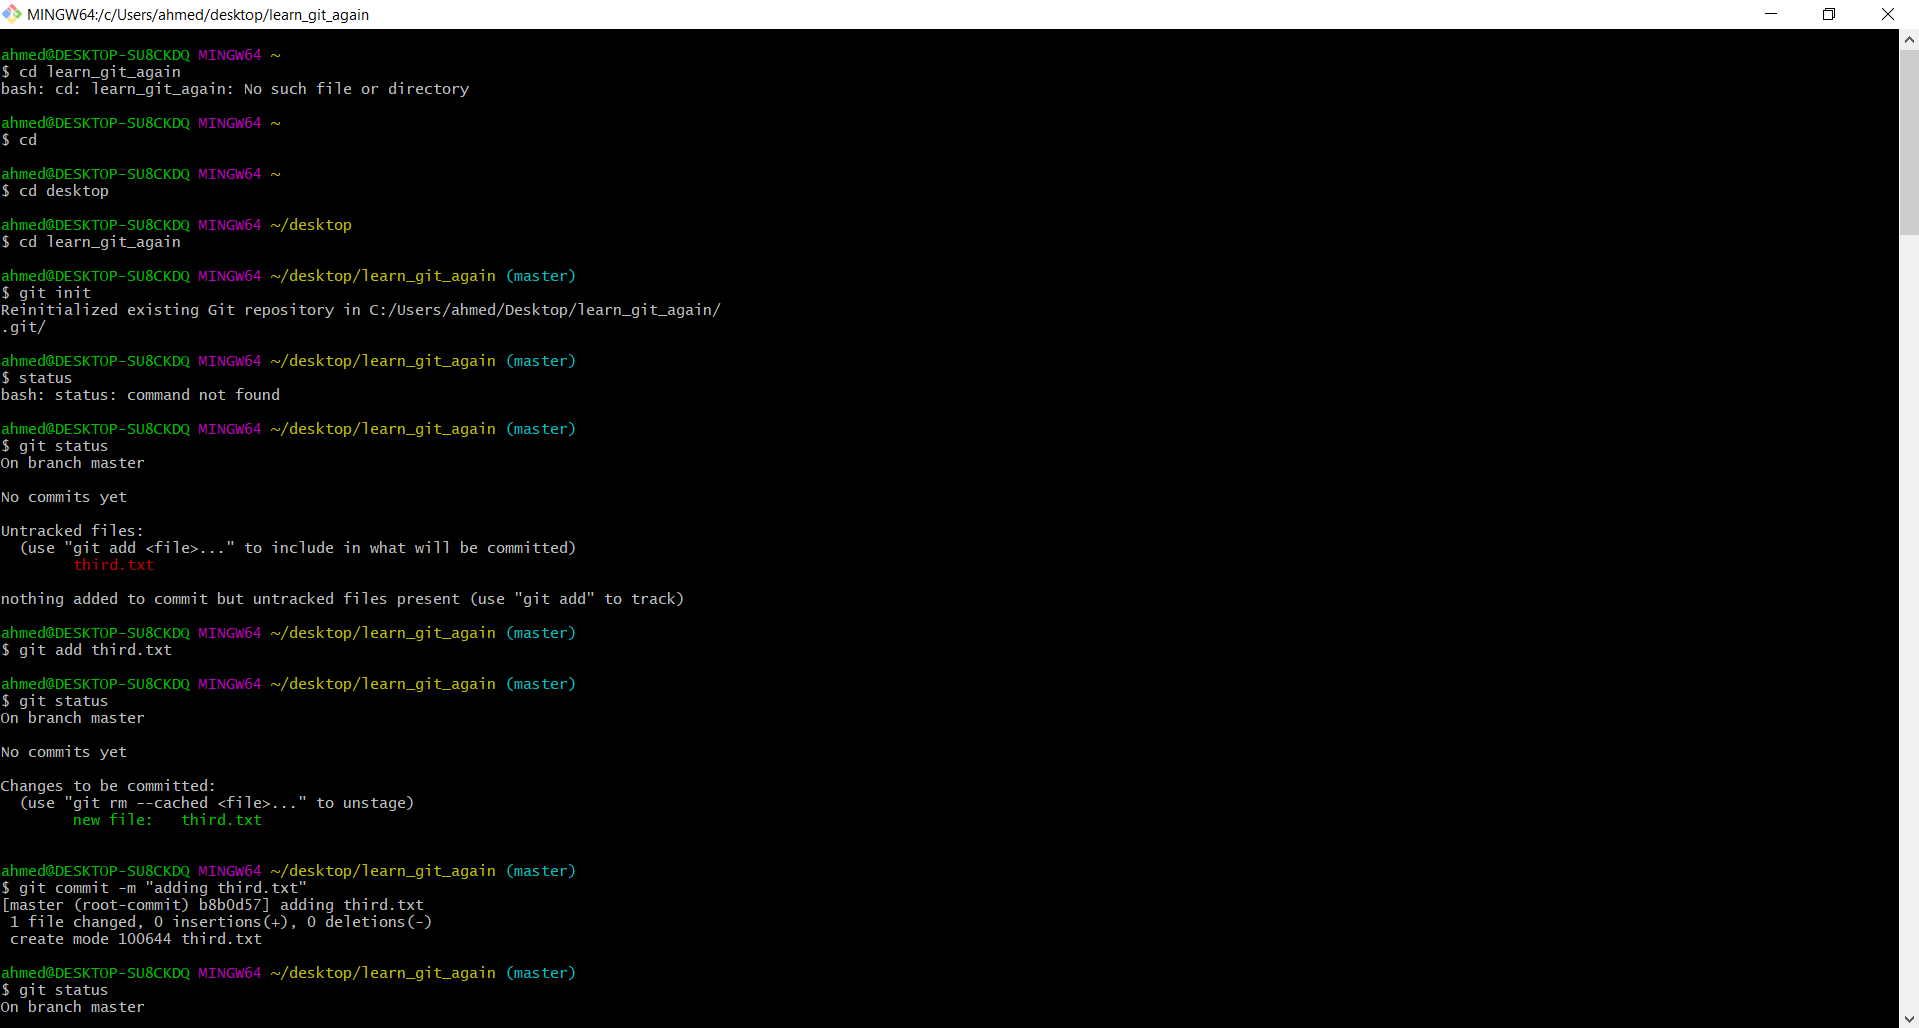 MINGW64:/c/Users/ahmed/desktop/learn_git_again
ahmed@DESKTOP-SU8CKDQ MINGW64 ~
$ cd learn_git_again
bash: cd: learn_git_again: No such file or directory
ahmed@DESKTOP-SU8CKDQ MINGW64 ~
$ cd
ahmed@DESKTOP-SU8CKDQ MINGW64 ~
$ cd desktop
ahmed@DESKTOP-SU8CKDQ MINGW64 ~/desktop
$ cd learn_git_again
ahmed@DESKTOP-SU8CKDQ MINGW64 ~/desktop/learn_git_again (master)
$ git init
Reinitialized existing Git repository in C:/Users/ahmed/Desktop/learn_git_again/
.git/
ahmed@DESKTOP-SU8CKDQ MINGW64 ~/desktop/learn_git_again (master)
$ status
bash: status: command not found
ahmed@DESKTOP-SU8CKDQ MINGW64 ~/desktop/learn_git_again (master)
$ git status
On branch master
No commits yet
Untracked files:
  (use "git add <file>..." to include in what will be committed)
        third.txt
nothing added to commit but untracked files present (use "git add" to track)
ahmed@DESKTOP-SU8CKDQ MINGW64 ~/desktop/learn_git_again (master)
$ git add third.txt
ahmed@DESKTOP-SU8CKDQ MINGW64 ~/desktop/learn_git_again (master)
$ git status
On branch master
No commits yet
Changes to be committed:
  (use "git rm --cached <file>..." to unstage)
        new file:   third.txt
ahmed@DESKTOP-SU8CKDQ MINGW64 ~/desktop/learn_git_again (master)
$ git commit -m "adding third.txt"
[master (root-commit) b8b0d57] adding third.txt
 1 file changed, 0 insertions(+), 0 deletions(-)
 create mode 100644 third.txt
ahmed@DESKTOP-SU8CKDQ MINGW64 ~/desktop/learn_git_again (master)
$ git status
On branch master